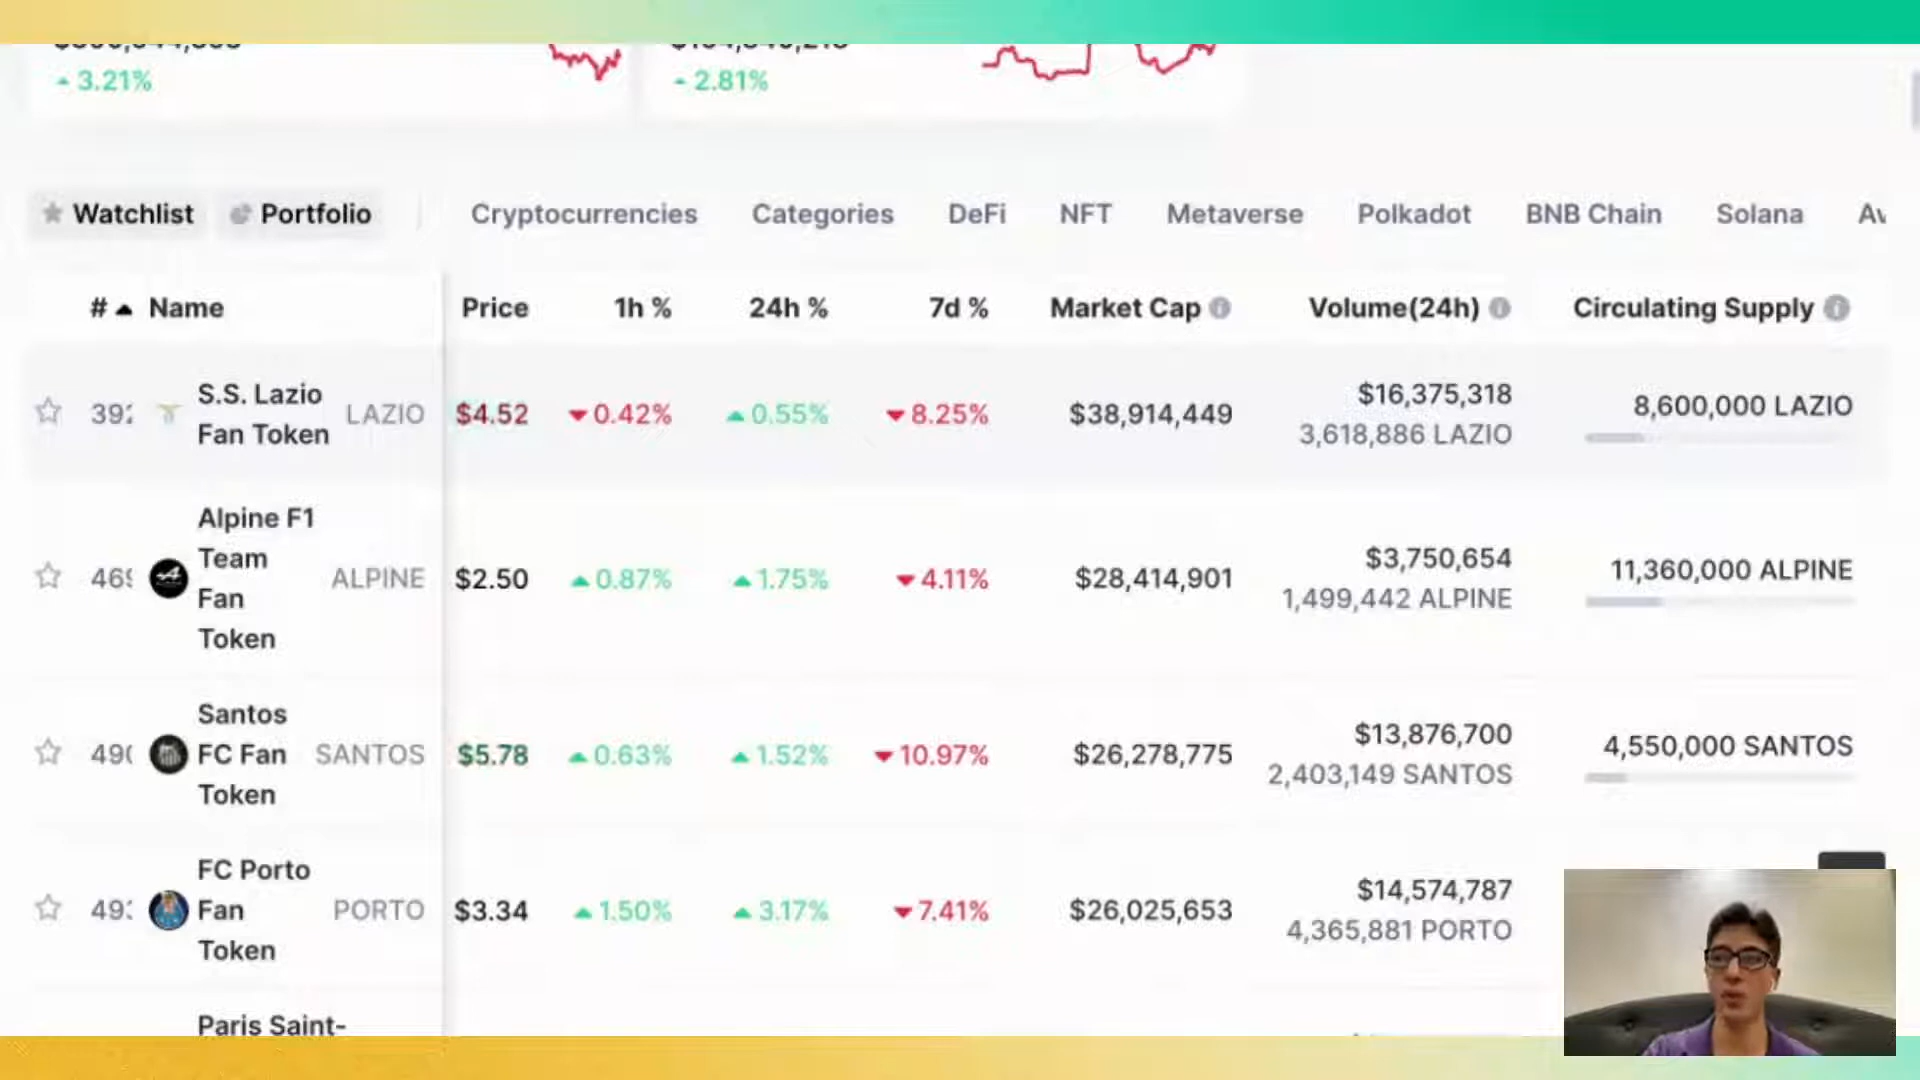 3.21%
2.81%
Watchlist
Portfolio
Cryptocurrencies
Categories
DeFi
NFT
Metaverse
Polkadot
BNB Chain
Solana
#
Name
Price
1h %
24h %
7d %
Market Cap
Volume(24h)
Circulating Supply
S.S. Lazio
Fan Token
LAZIO
$4.52
0.42%
0.55%
8.25%
$38,914,449
$16,375,318
3,618,886 LAZIO
8,600,000 LAZIO
Alpine F1
Team
Fan
Token
ALPINE
$2.50
0.87%
1.75%
4.11%
$28,414,901
$3,750,654
1,499,442 ALPINE
11,360,000 ALPINE
Santos
FC Fan
Token
SANTOS
$5.78
0.63%
1.52%
10.97%
$26,278,775
$13,876,700
2,403,149 SANTOS
4,550,000 SANTOS
FC Porto
Fan
Token
PORTO
$3.34
1.50%
3.17%
7.41%
$26,025,653
$14,574,787
4,365,881 PORTO
Paris Saint-